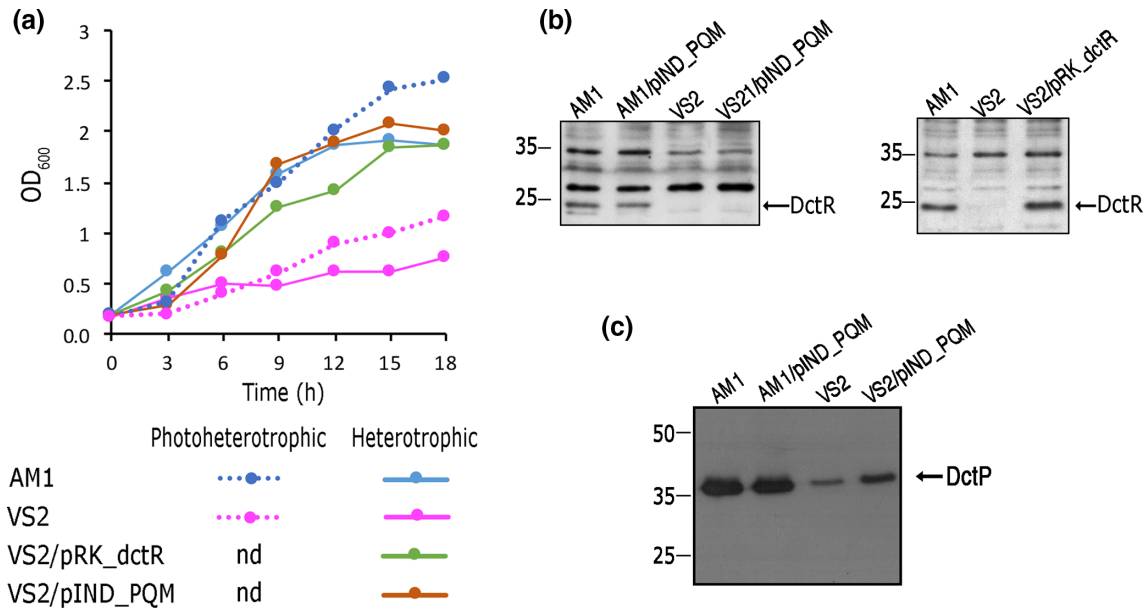 (a)
3
2.5
2
1.5
1
0.5
0.0
OD600
0 3 6 9 12 15 18
Time (h)
Photoheterotrophic Heterotrophic
AM1
VS2
VS2/pRK_dctR nd
VS2/pIND_PQM nd
(b)
AM1 AM1/pIND_PQM VS2 VS21/pIND_PQM
35
25
DctR
AM1 VS2 VS2/pRK_dctR
35
25
DctR
(c)
AM1 AM1/pIND_PQM VS2 VS2/pIND_PQM
50
35
25
DctP